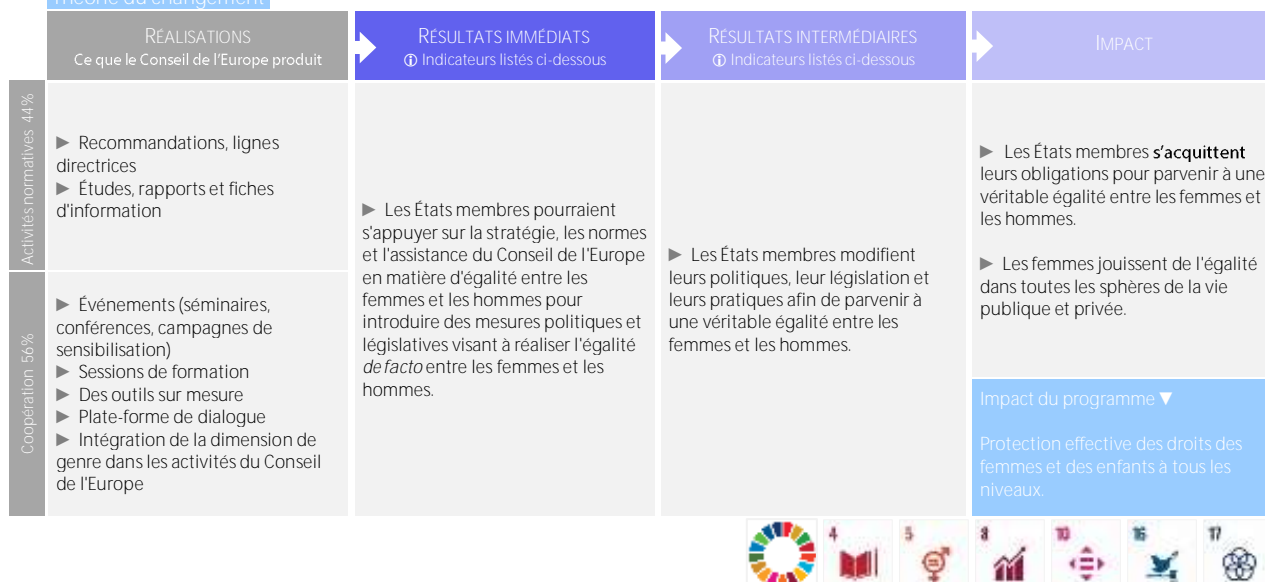 Théorie du changement
RÉALISATIONS
Ce que le Conseil de l'Europe produit
RÉSULTATS IMMÉDIATS
🛈 Indicateurs listés ci-dessous
RÉSULTATS INTERMÉDIAIRES
🛈 Indicateurs listés ci-dessous
IMPACT
Activités normatives 44%
► Recommandations, lignes
directrices
► Études, rapports et fiches
d'information
Coopération 56%
► Événements (séminaires,
conférences, campagnes de
sensibilisation)
► Sessions de formation
► Des outils sur mesure
► Plate-forme de dialogue
► Intégration de la dimension de
genre dans les activités du Conseil
de l'Europe
► Les États membres pourraient
s'appuyer sur la stratégie, les normes
et l'assistance du Conseil de l'Europe
en matière d'égalité entre les
femmes et les hommes pour
introduire des mesures politiques et
législatives visant à réaliser l'égalité
de facto entre les femmes et les
hommes.
► Les États membres modifient
leurs politiques, leur législation et
leurs pratiques afin de parvenir à
une véritable égalité entre les
femmes et les hommes.
► Les États membres s'acquittent
leurs obligations pour parvenir à une
véritable égalité entre les femmes et
les hommes.
► Les femmes jouissent de l'égalité
dans toutes les sphères de la vie
publique et privée.
Impact du programme ▼
Protection effective des droits des
femmes et des enfants à tous les
niveaux.
4 5 8 10 16 17